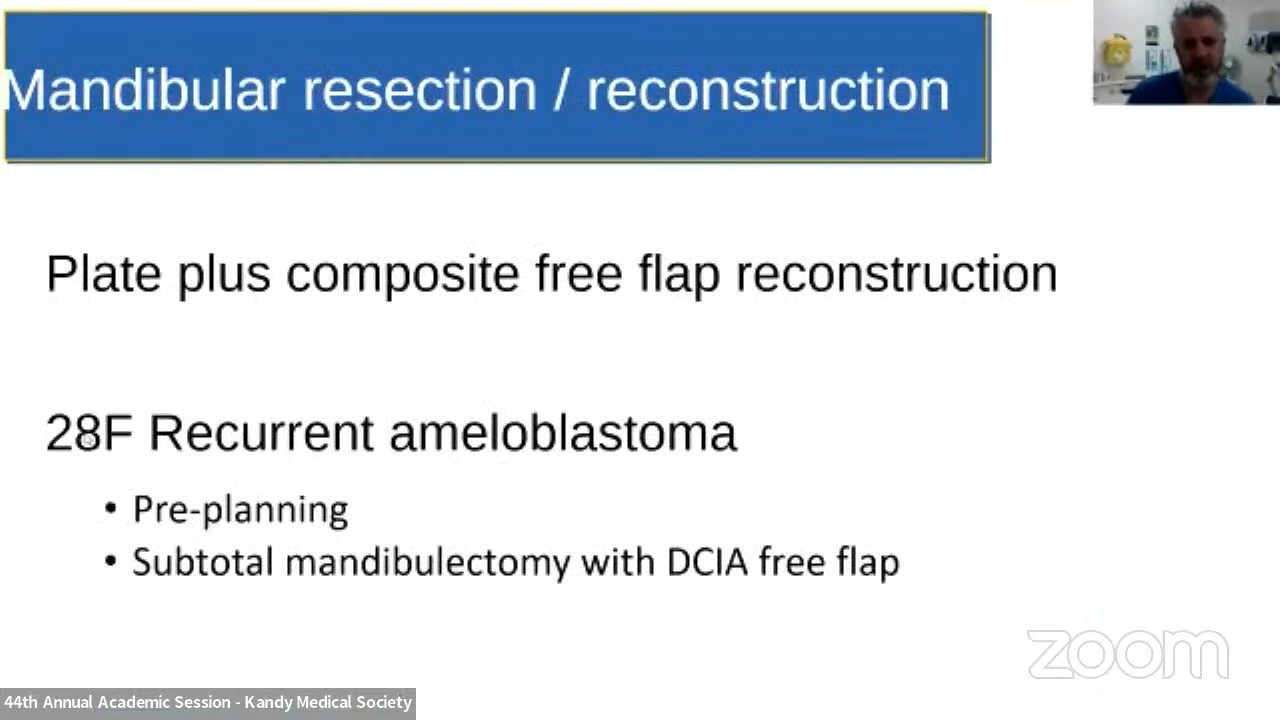 Mandibular resection / reconstruction
Plate plus composite free flap reconstruction
28F Recurrent ameloblastoma
• Pre-planning
• Subtotal mandibulectomy with DCIA free flap
zoom
44th Annual Academic Session - Kandy Medical Society